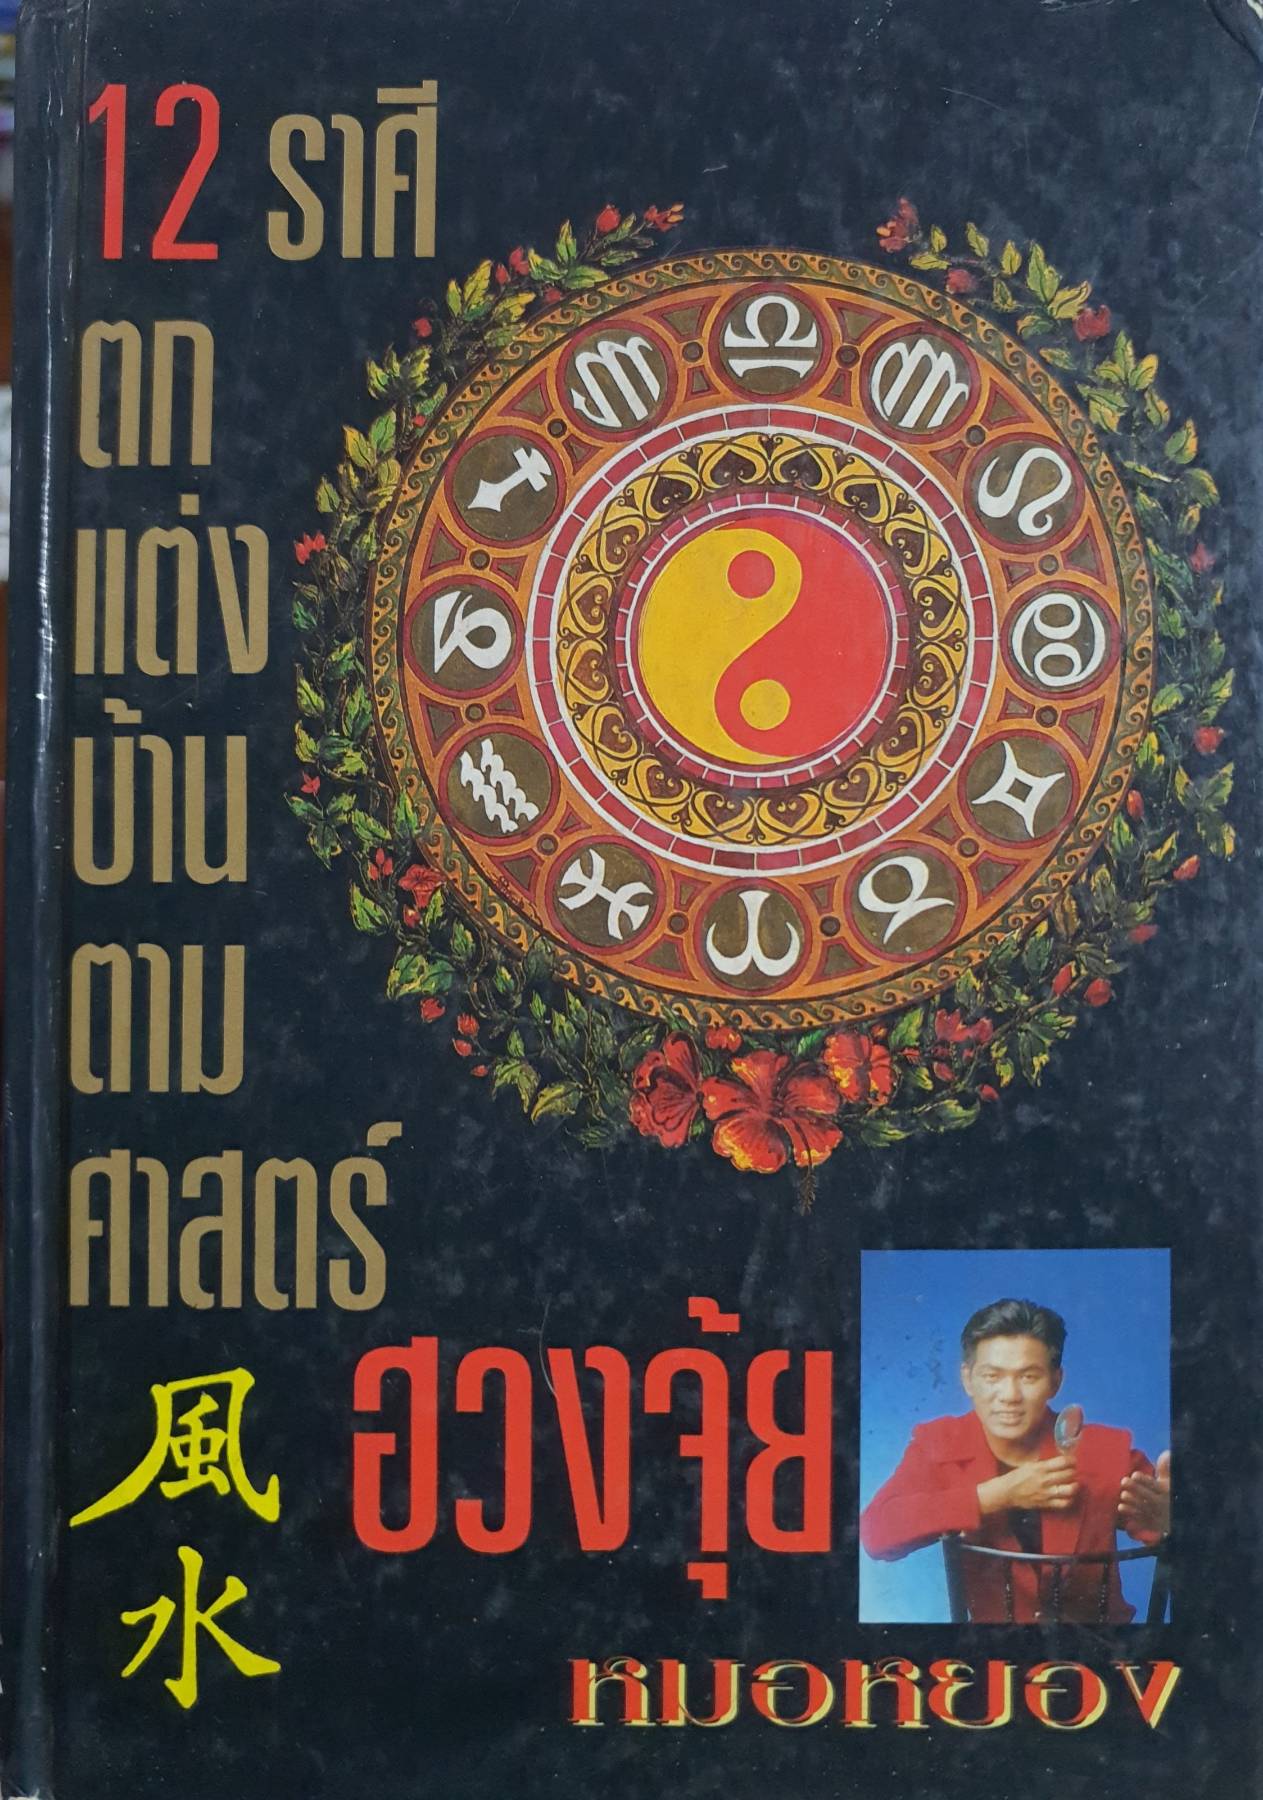 12 ราศี
ตก
แต่ง
บ้าน
ตาม
ศาสตร์
ฮวงจุ้ย
風
水
หมอหยอง